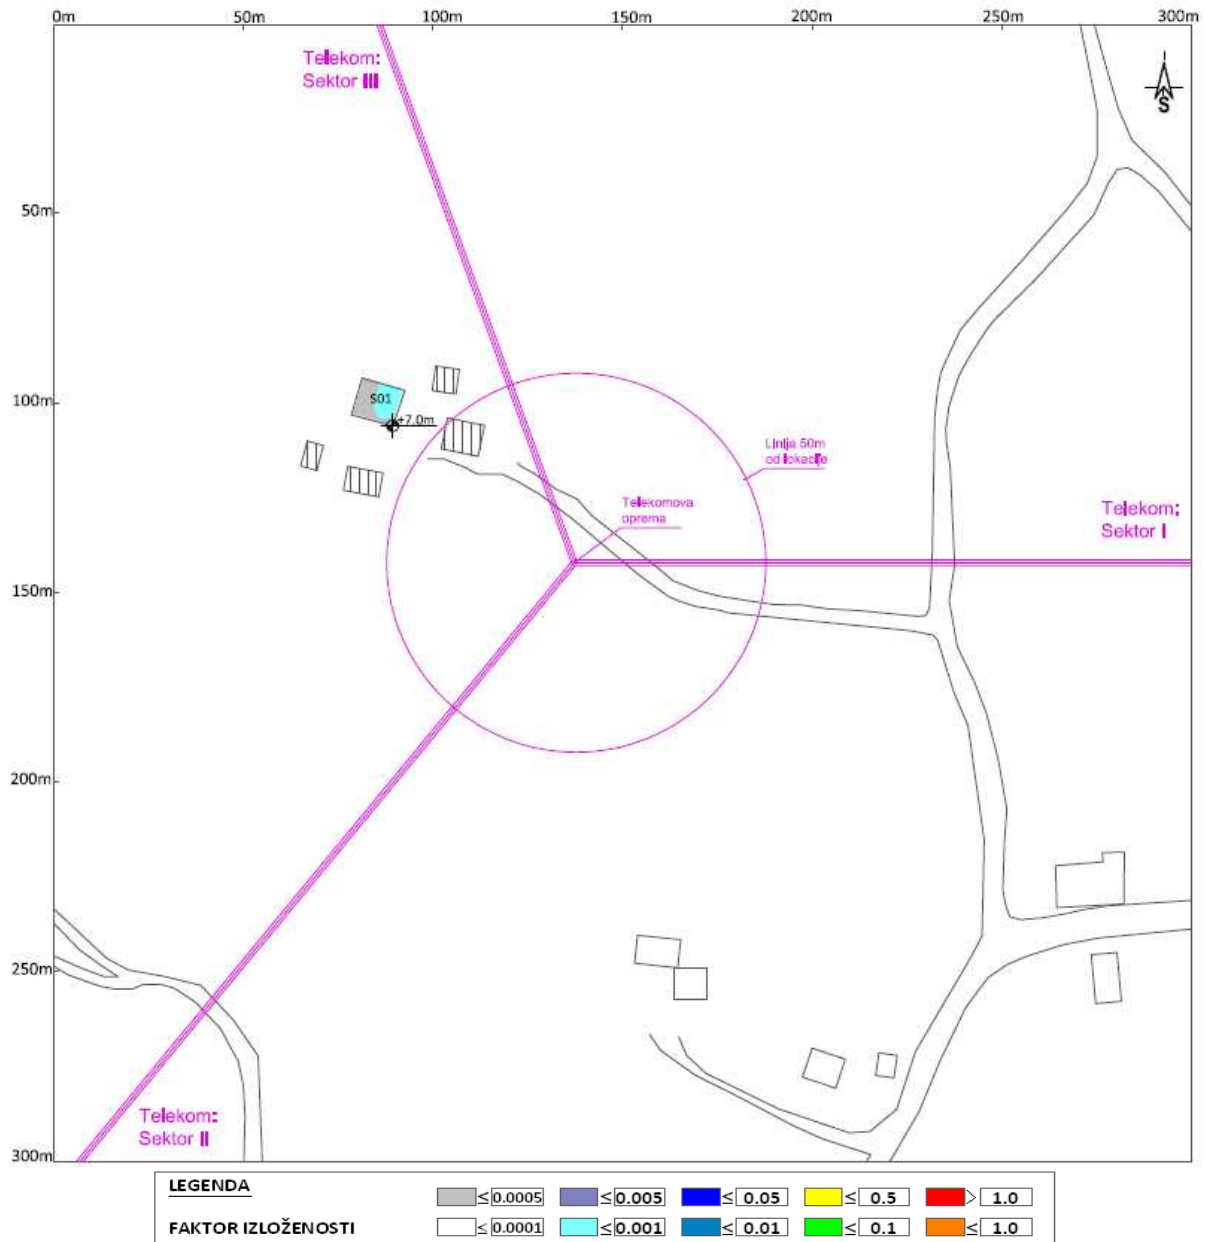 0m 50m 100m 150m 200m 250m 300m
Telekom:
Sektor III
S
50m
100m
S01
+7.0m
Linija 50m
od lokacije
Telekomova
oprema
Telekom:
Sektor I
150m
200m
250m
Telekom:
Sektor II
300m
LEGENDA
≤ 0.0005 ≤ 0.005 ≤ 0.05 ≤ 0.5 > 1.0
FAKTOR IZLOŽENOSTI ≤ 0.0001 ≤ 0.001 ≤ 0.01 ≤ 0.1 ≤ 1.0